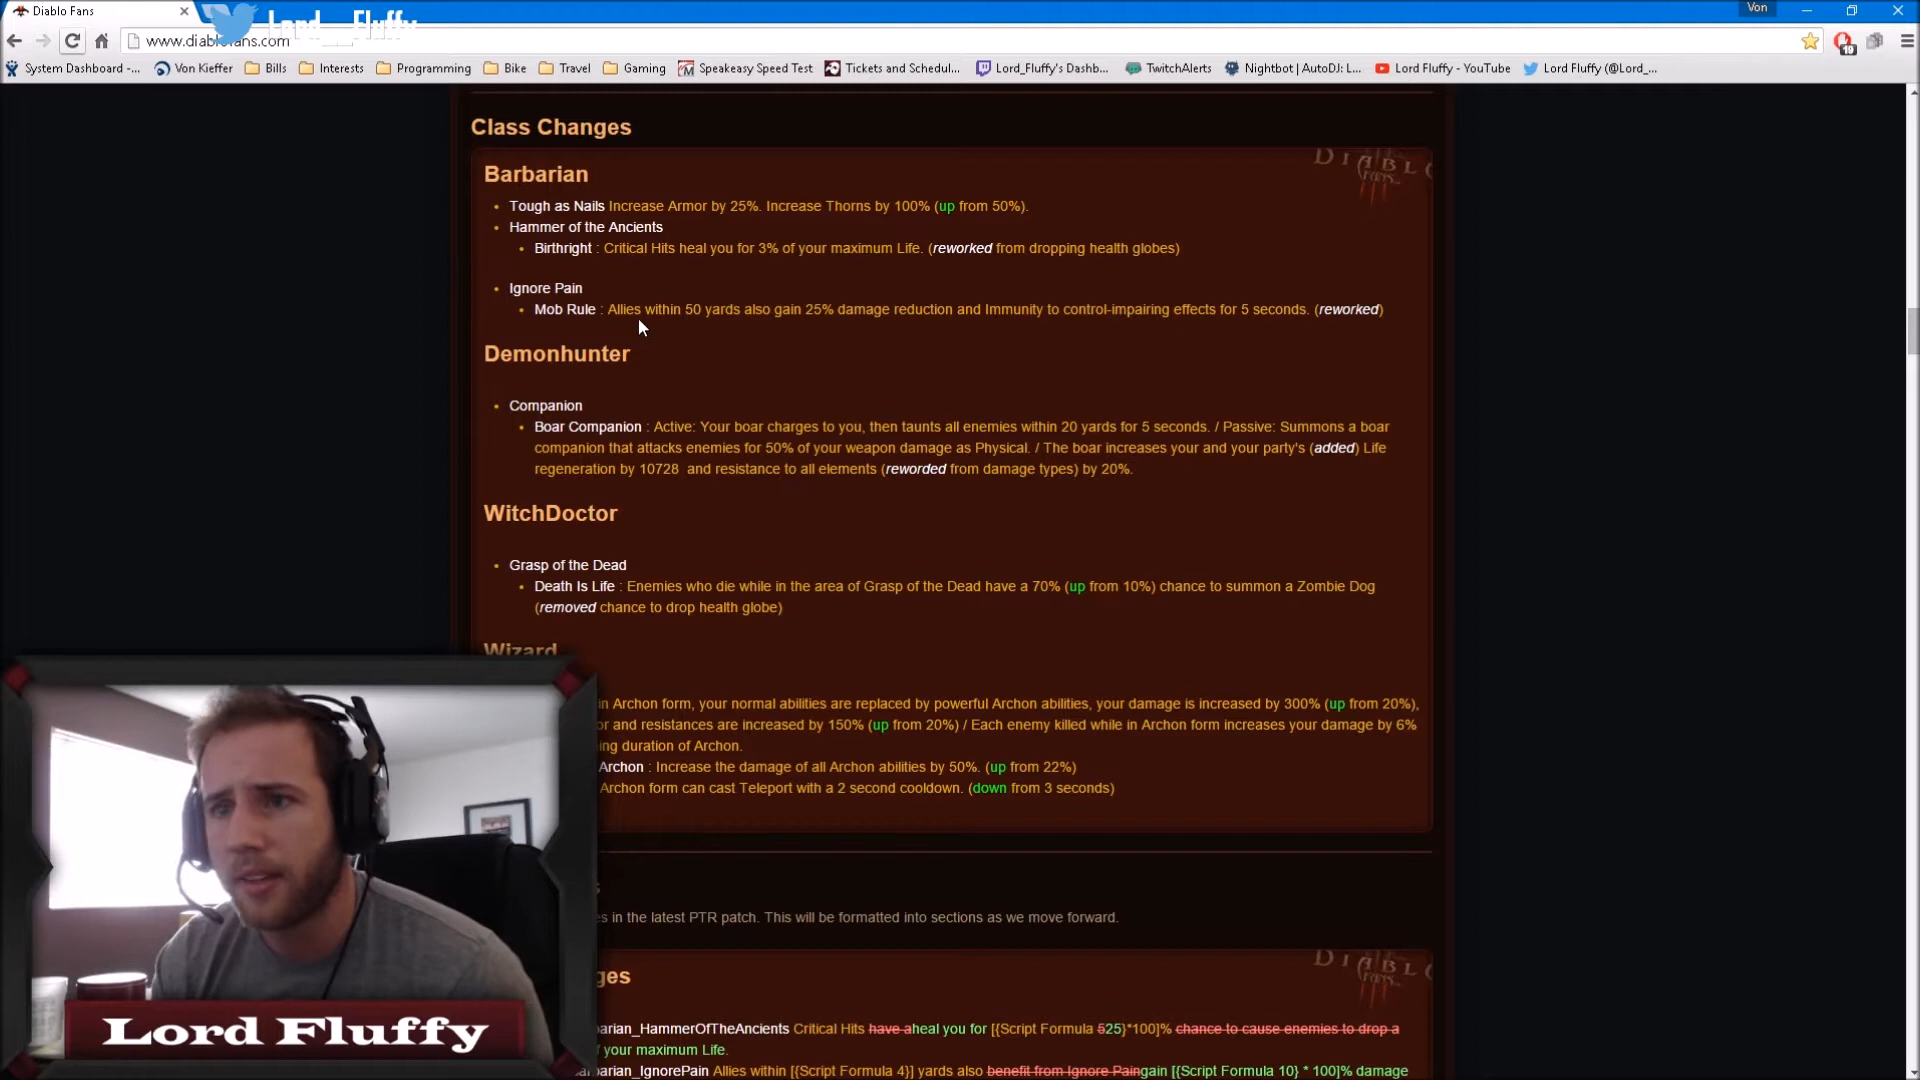 Diablo Fans
Von
Lord_Fluffy
www.diablofans.com
19
System Dashboard -...
Von Kieffer
Bills
Interests
Programming
Bike
Travel
Gaming
Speakeasy Speed Test
Tickets and Schedul...
Lord_Fluffy's Dashb...
TwitchAlerts
Nightbot | AutoDJ: L...
Lord Fluffy - YouTube
Lord Fluffy (@Lord_...
Class Changes
DIABLO
FANS
Barbarian
Tough as Nails Increase Armor by 25%. Increase Thorns by 100% (up from 50%).
Hammer of the Ancients
Birthright : Critical Hits heal you for 3% of your maximum Life. (reworked from dropping health globes)
Ignore Pain
Mob Rule : Allies within 50 yards also gain 25% damage reduction and Immunity to control-impairing effects for 5 seconds. (reworked)
Demonhunter
Companion
Boar Companion : Active: Your boar charges to you, then taunts all enemies within 20 yards for 5 seconds. / Passive: Summons a boar
companion that attacks enemies for 50% of your weapon damage as Physical. / The boar increases your and your party's (added) Life
regeneration by 10728 and resistance to all elements (reworded from damage types) by 20%.
WitchDoctor
Grasp of the Dead
Death Is Life : Enemies who die while in the area of Grasp of the Dead have a 70% (up from 10%) chance to summon a Zombie Dog
(removed chance to drop health globe)
Wizard
in Archon form, your normal abilities are replaced by powerful Archon abilities, your damage is increased by 300% (up from 20%),
or and resistances are increased by 150% (up from 20%) / Each enemy killed while in Archon form increases your damage by 6%
ing duration of Archon.
Archon : Increase the damage of all Archon abilities by 50%. (up from 22%)
Archon form can cast Teleport with a 2 second cooldown. (down from 3 seconds)
s
es in the latest PTR patch. This will be formatted into sections as we move forward.
DIABLO
FANS
ges
barian_HammerOfTheAncients Critical Hits have aheal you for [{Script Formula 525}*100]% chance to cause enemies to drop a
f your maximum Life.
barian_IgnorePain Allies within [{Script Formula 4}] yards also benefit from Ignore Paingain [{Script Formula 10} * 100]% damage
Lord Fluffy